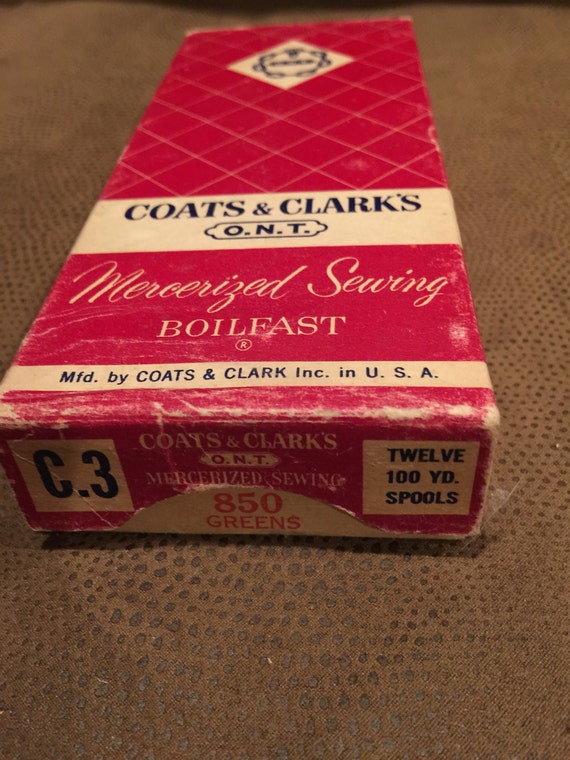 COATS & CLARK'S
O.N.T.
Mercerized Sewing
BOILFAST
®
Mfd. by COATS & CLARK Inc. in U. S. A.
C.3
COATS & CLARK'S
O.N.T.
MERCERIZED SEWING
850
GREENS
TWELVE
100 YD.
SPOOLS